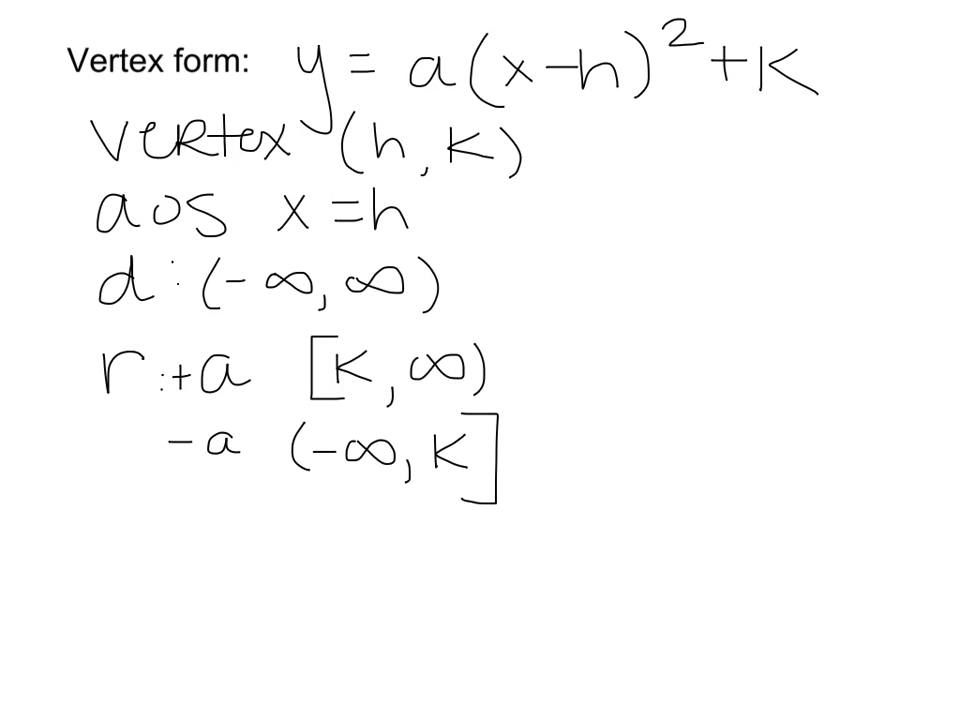 Vertex form: y = a(x-h)²+K
Vertex (h, K)
aos x=h
d: (-∞, ∞)
r: +a [K, ∞)
-a (-∞, K]